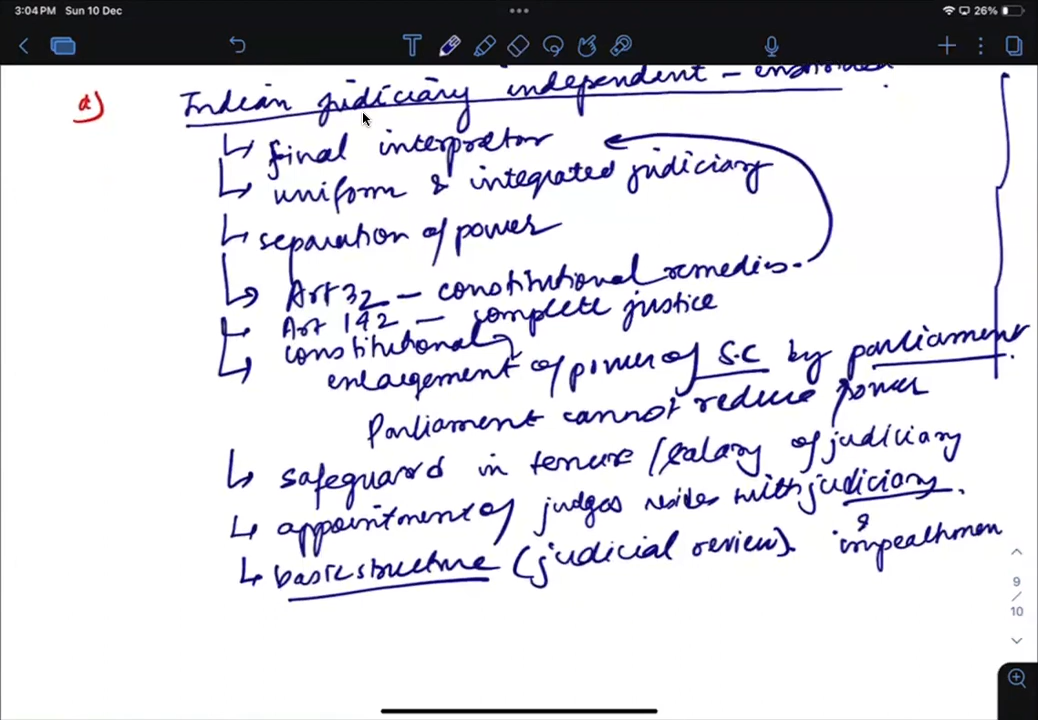 3:04 PM Sun 10 Dec
26%
a) Indian judiciary independent - enshrined
final interpretor
uniform & integrated judiciary
separation of power
Art 32 - constitutional remedies.
Art 142 - complete justice
constitutional
enlargement of power of S.C by parliament.
Parliament cannot reduce power
safeguard in tenure / salary of judiciary
appointment of judges resides with judiciary.
& impeachmen
basic structure (judicial review).
9
/
10